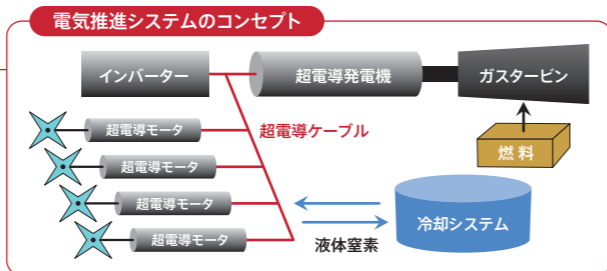 電気推進システムのコンセプト
インバーター
超電導発電機
ガスタービン
超電導モータ
超電導ケーブル
燃料
超電導モータ
超電導モータ
冷却システム
超電導モータ
液体窒素